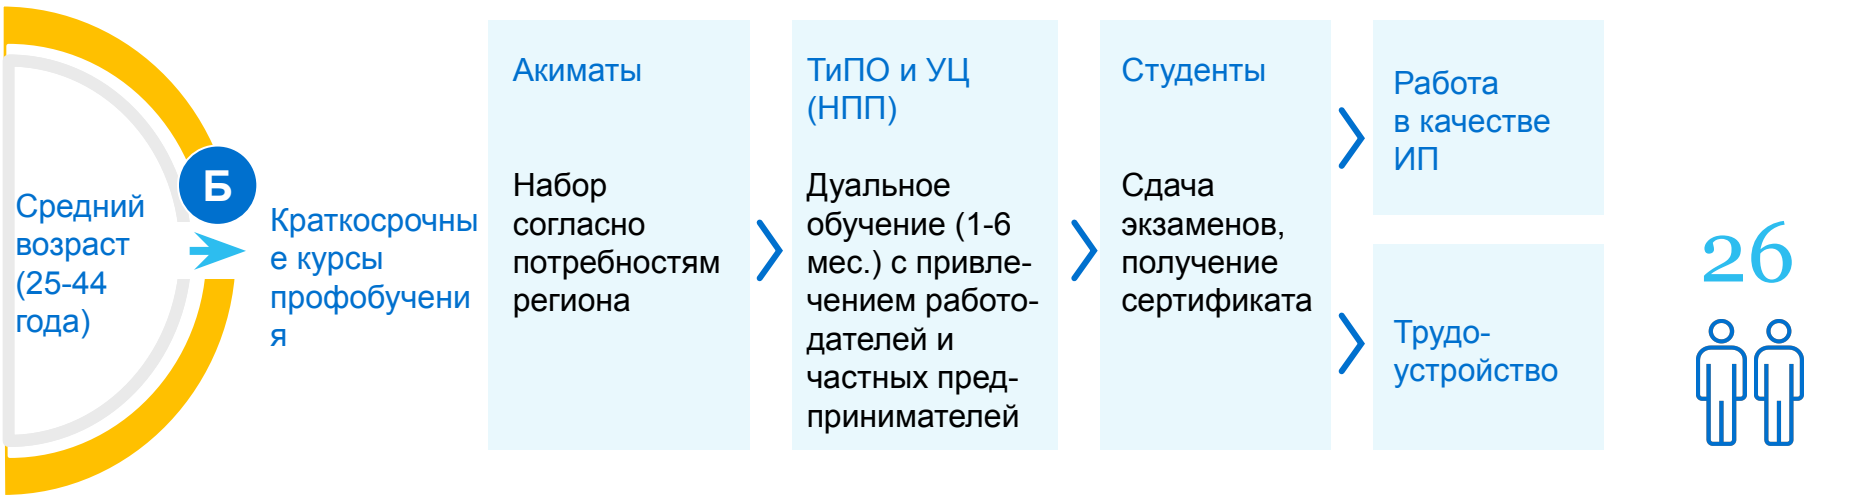 Средний
возраст
(25-44
года)
Б
Краткосрочны
е курсы
профобучени
я
Акиматы
Набор
согласно
потребностям
региона
ТиПО и УЦ
(НПП)
Дуальное
обучение (1-6
мес.) с привле-
чением работо-
дателей и
частных пред-
принимателей
Студенты
Сдача
экзаменов,
получение
сертификата
Работа
в качестве
ИП
Трудо-
устройство
26